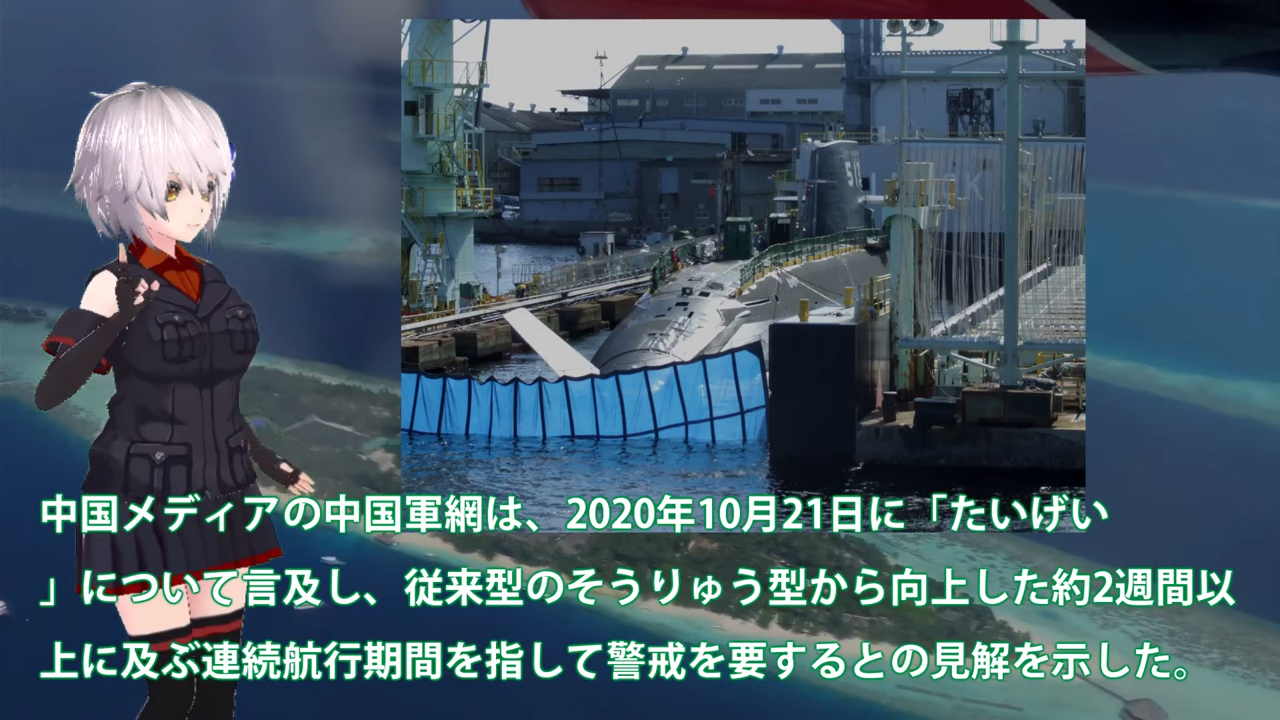 51
中国メディアの中国軍網は、2020年10月21日に「たいげい
」について言及し、従来型のそうりゅう型から向上した約2週間以
上に及ぶ連続航行期間を指して警戒を要するとの見解を示した。